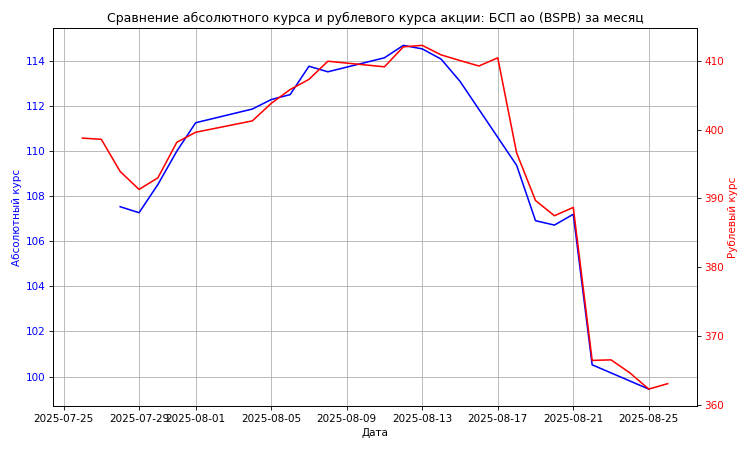 Сравнение абсолютного курса и рублевого курса акции: БСП ао (BSPB) за месяц
114
112
110
108
106
104
102
100
Абсолютный курс
410
400
390
380
370
360
Рублевый курс
2025-07-25 2025-07-29 2025-08-01 2025-08-05 2025-08-09 2025-08-13 2025-08-17 2025-08-21 2025-08-25
Дата